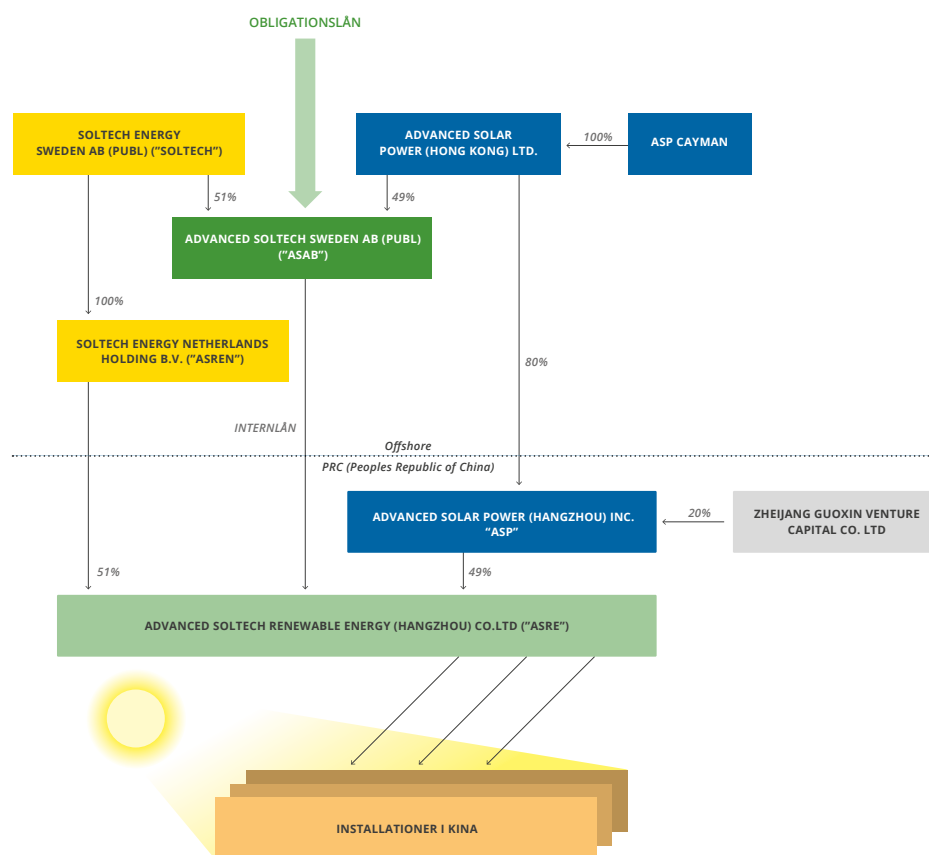 OBLIGATIONSLÅN
SOLTECH ENERGY
SWEDEN AB (PUBL) (”SOLTECH”)
ADVANCED SOLAR
POWER (HONG KONG) LTD.
100%
ASP CAYMAN
51%
49%
ADVANCED SOLTECH SWEDEN AB (PUBL)
(”ASAB”)
100%
SOLTECH ENERGY NETHERLANDS
HOLDING B.V. (”ASREN”)
80%
INTERNLÅN
Offshore
PRC (Peoples Republic of China)
ADVANCED SOLAR POWER (HANGZHOU) INC.
”ASP”
20%
ZHEIJANG GUOXIN VENTURE
CAPITAL CO. LTD
51%
49%
ADVANCED SOLTECH RENEWABLE ENERGY (HANGZHOU) CO.LTD (”ASRE”)
INSTALLATIONER I KINA